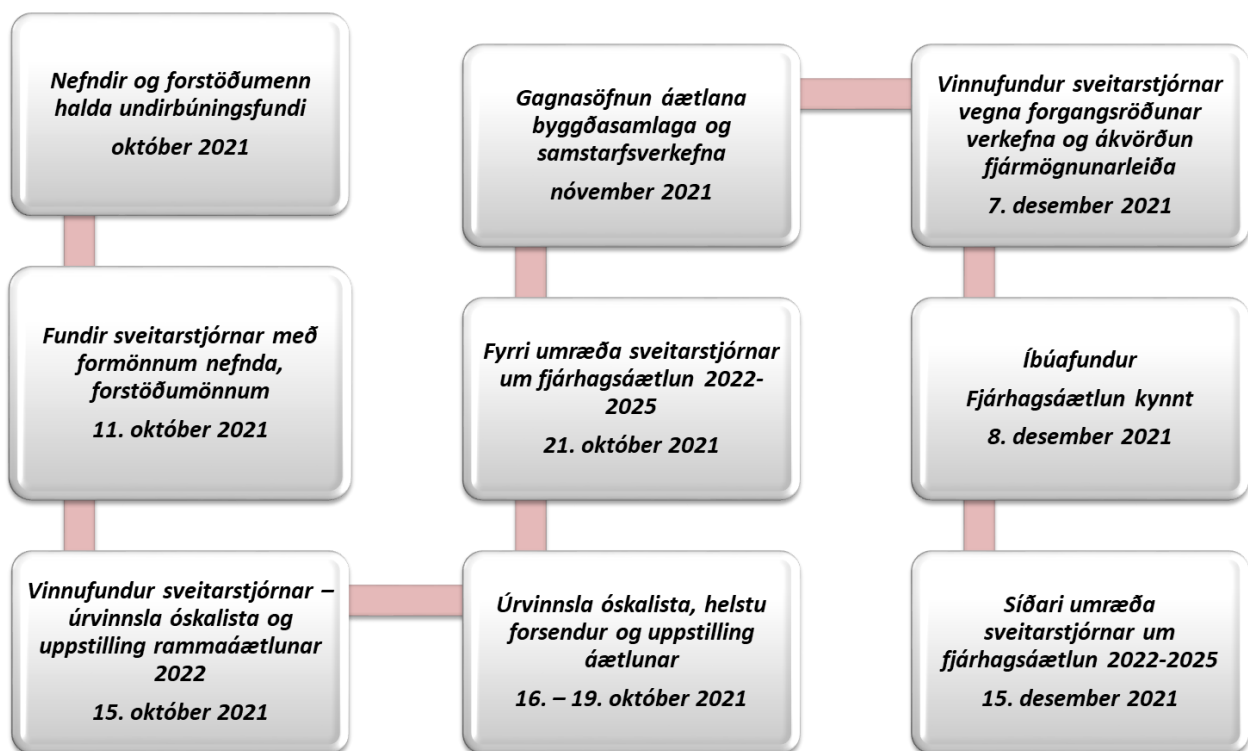 Nefndir og forstöðumenn
halda undirbúningsfundi
október 2021
Fundir sveitarstjórnar með
formönnum nefnda,
forstöðumönnum
11. október 2021
Vinnufundur sveitarstjórnar –
úrvinnsla óskalista og
uppstilling rammaáætlunar
2022
15. október 2021
Úrvinnsla óskalista, helstu
forsendur og uppstilling
áætlunar
16. – 19. október 2021
Fyrri umræða sveitarstjórnar
um fjárhagsáætlun 2022-
2025
21. október 2021
Gagnasöfnun áætlana
byggðasamlaga og
samstarfsverkefna
nóvember 2021
Vinnufundur sveitarstjórnar
vegna forgangsröðunar
verkefna og ákvörðun
fjármögnunarleiða
7. desember 2021
Íbúafundur
Fjárhagsáætlun kynnt
8. desember 2021
Síðari umræða
sveitarstjórnar um
fjárhagsáætlun 2022-2025
15. desember 2021